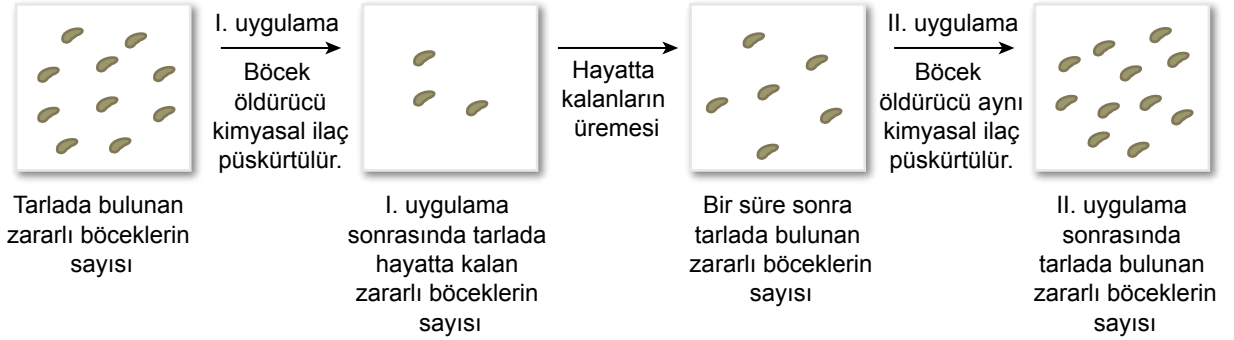 I. uygulama
Böcek
öldürücü
kimyasal ilaç
püskürtülür.
Hayatta
kalanların
üremesi
II. uygulama
Böcek
öldürücü aynı
kimyasal ilaç
püskürtülür.
Tarlada bulunan
zararlı böceklerin
sayısı
I. uygulama
sonrasında tarlada
hayatta kalan
zararlı böceklerin
sayısı
Bir süre sonra
tarlada bulunan
zararlı böceklerin
sayısı
II. uygulama
sonrasında
tarlada bulunan
zararlı böceklerin
sayısı